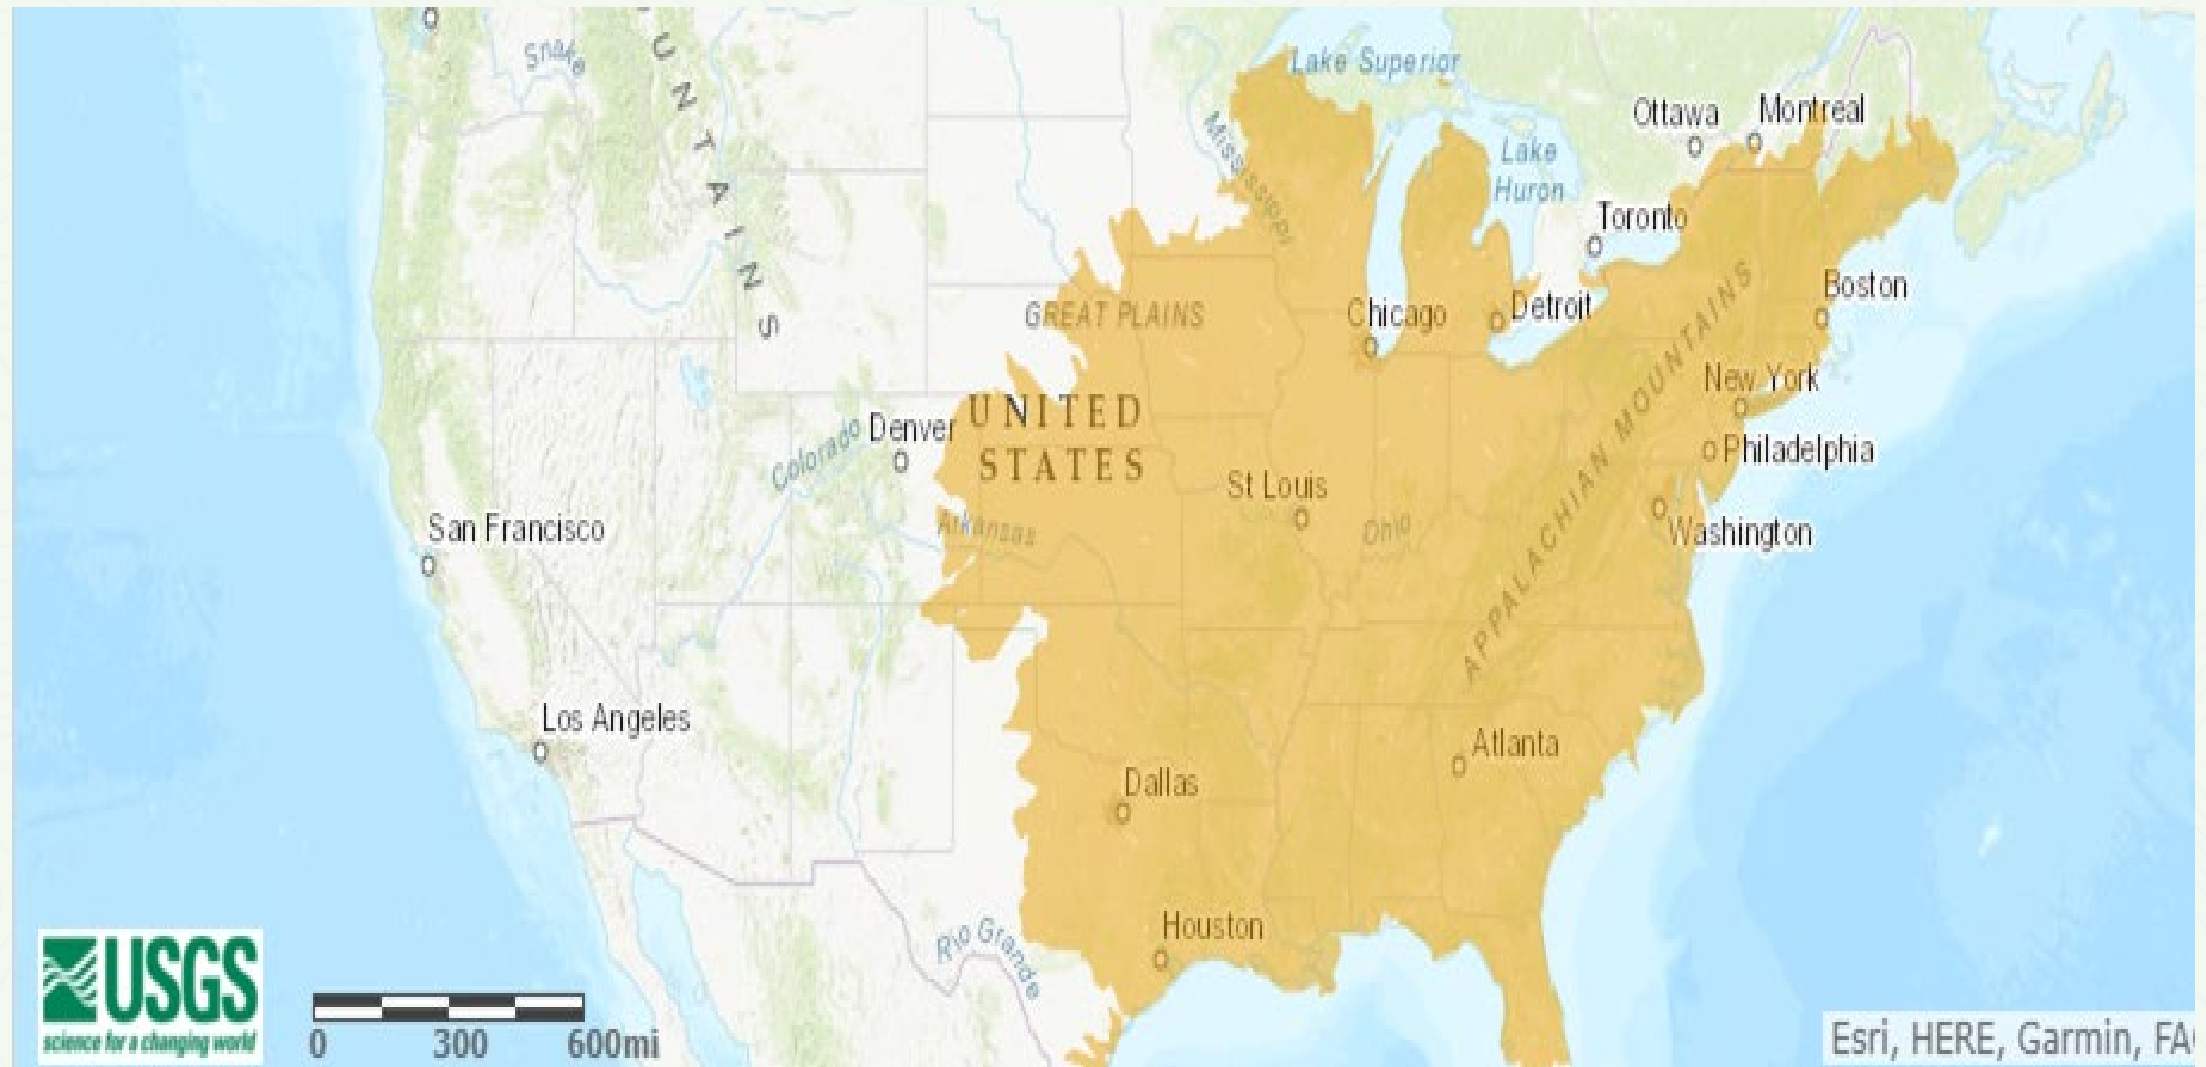 Snake
UNTAINS
Lake Superior
Mississippi
Ottawa
Montreal
Lake
Huron
Toronto
Boston
GREAT PLAINS
Chicago
Detroit
New York
APPALACHIAN MOUNTAINS
Philadelphia
Denver
Colorado
UNITED
STATES
St Louis
Ohio
Washington
Arkansas
San Francisco
Los Angeles
Dallas
Atlanta
Houston
Rio Grande
USGS
science for a changing world
0 300 600mi
Esri, HERE, Garmin, FA